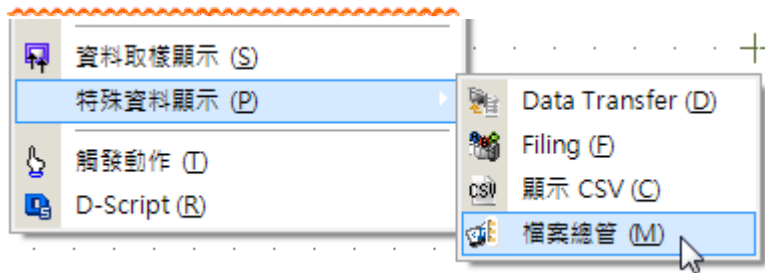 資料取樣顯示 (S)
特殊資料顯示 (P)
觸發動作 (T)
D-Script (R)
Data Transfer (D)
Filing (F)
顯示 CSV (C)
檔案總管 (M)